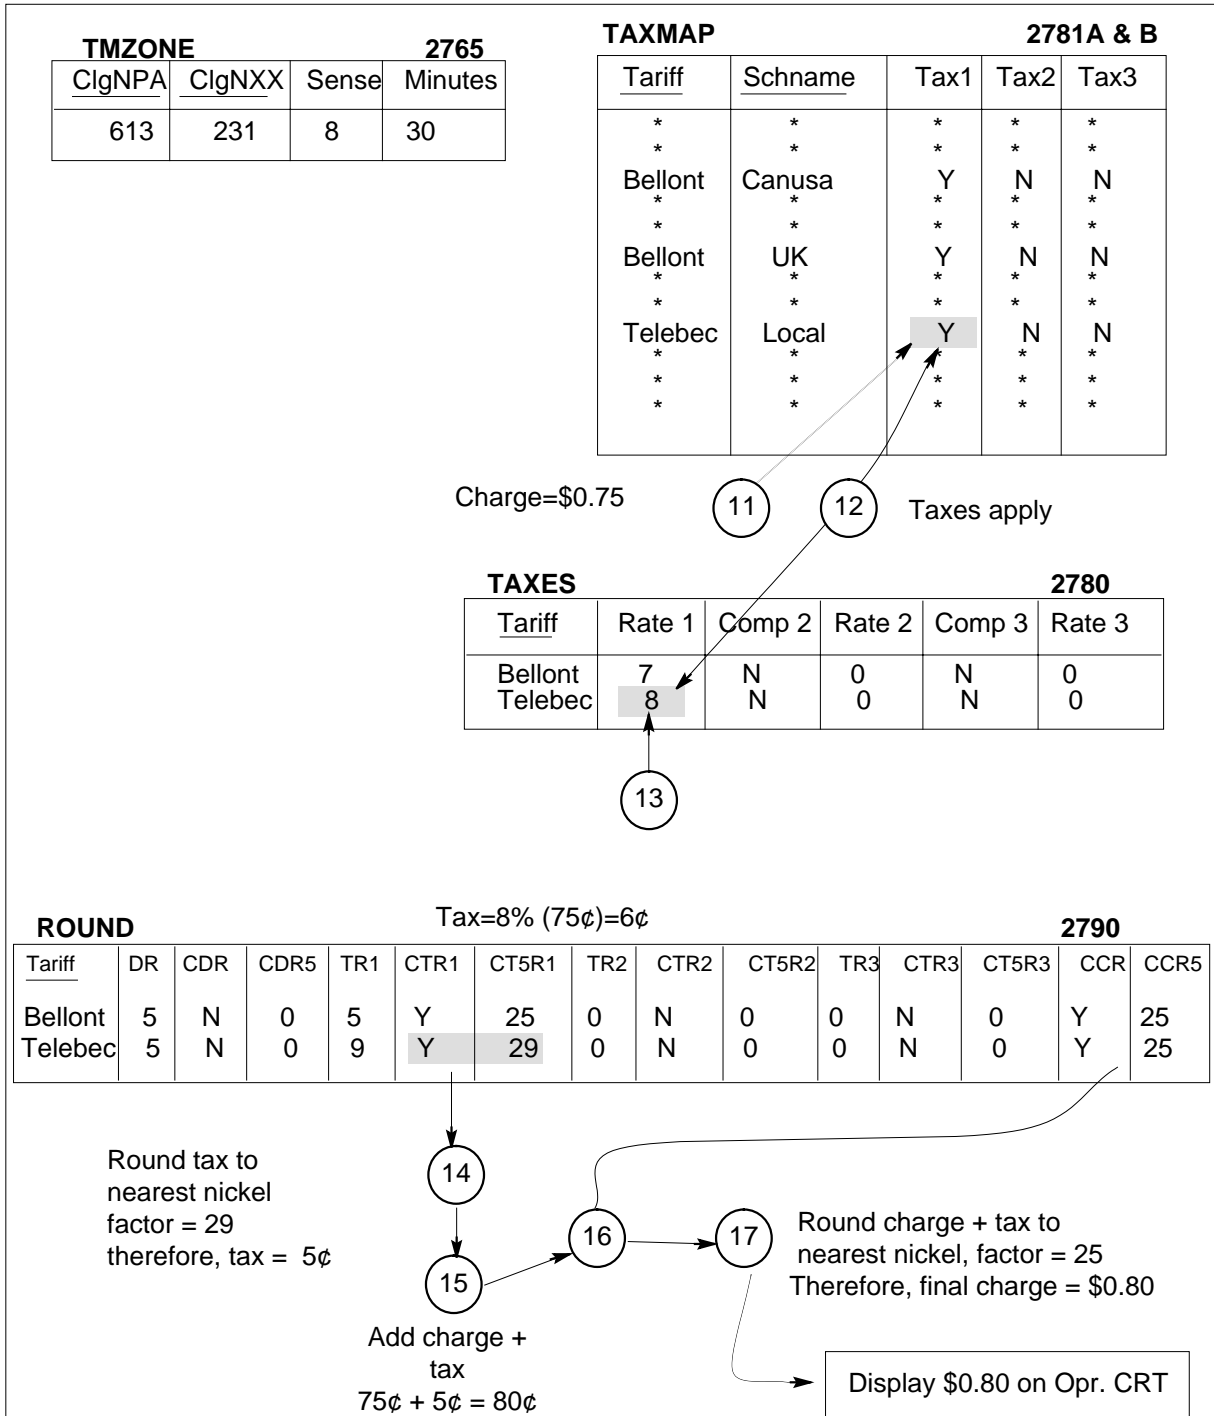 TMZONE 2765
ClgNPA ClgNXX Sense Minutes
613 231 8 30
TAXMAP 2781A & B
Tariff Schname Tax1 Tax2 Tax3
* * * * *
* * * * *
Bellont Canusa Y N N
* * * * *
* * * * *
Bellont UK Y N N
* * * * *
* * * * *
Telebec Local Y N N
* * * * *
* * * * *
* * * * *
Charge=$0.75
11
12
Taxes apply
TAXES 2780
Tariff Rate 1 Comp 2 Rate 2 Comp 3 Rate 3
Bellont 7 N 0 N 0
Telebec 8 N 0 N 0
13
Tax=8% (75¢)=6¢
ROUND 2790
Tariff DR CDR CDR5 TR1 CTR1 CT5R1 TR2 CTR2 CT5R2 TR3 CTR3 CT5R3 CCR CCR5
Bellont 5 N 0 5 Y 25 0 N 0 0 N 0 Y 25
Telebec 5 N 0 9 Y 29 0 N 0 0 N 0 Y 25
Round tax to
nearest nickel
factor = 29
therefore, tax = 5¢
14
15
Add charge +
tax
75¢ + 5¢ = 80¢
16
17
Round charge + tax to
nearest nickel, factor = 25
Therefore, final charge = $0.80
Display $0.80 on Opr. CRT